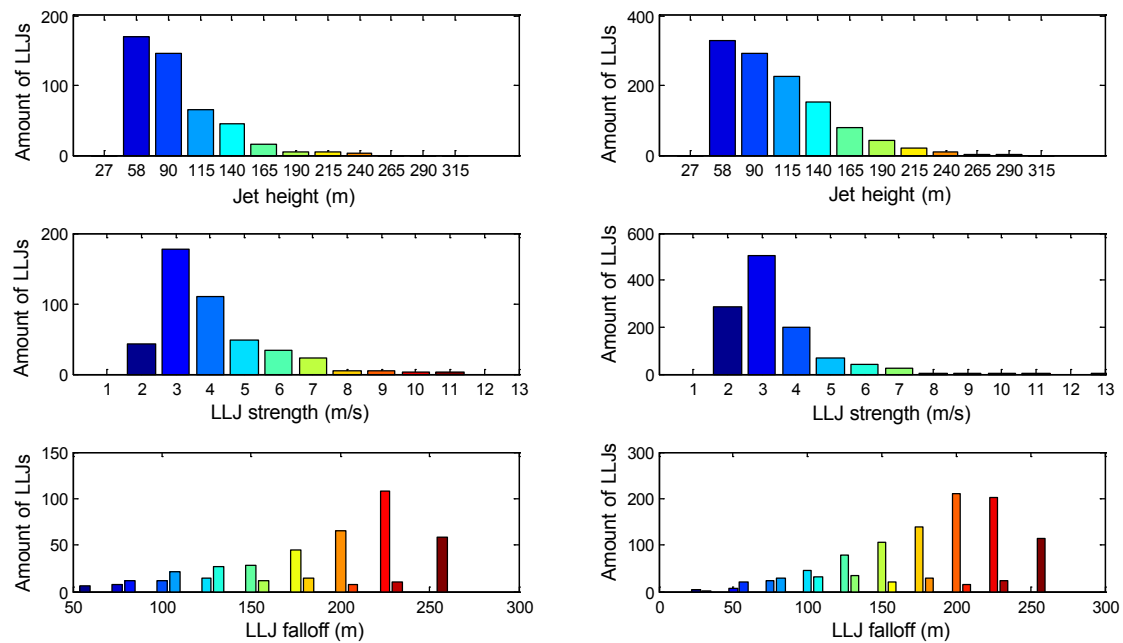 200
100
0
Amount of LLJs
27 58 90 115 140 165 190 215 240 265 290 315
Jet height (m)
400
200
0
Amount of LLJs
27 58 90 115 140 165 190 215 240 265 290 315
Jet height (m)
200
100
0
Amount of LLJs
1 2 3 4 5 6 7 8 9 10 11 12 13
LLJ strength (m/s)
600
400
200
0
Amount of LLJs
1 2 3 4 5 6 7 8 9 10 11 12 13
LLJ strength (m/s)
150
100
50
0
Amount of LLJs
50 100 150 200 250 300
LLJ falloff (m)
300
200
100
0
Amount of LLJs
0 50 100 150 200 250 300
LLJ falloff (m)